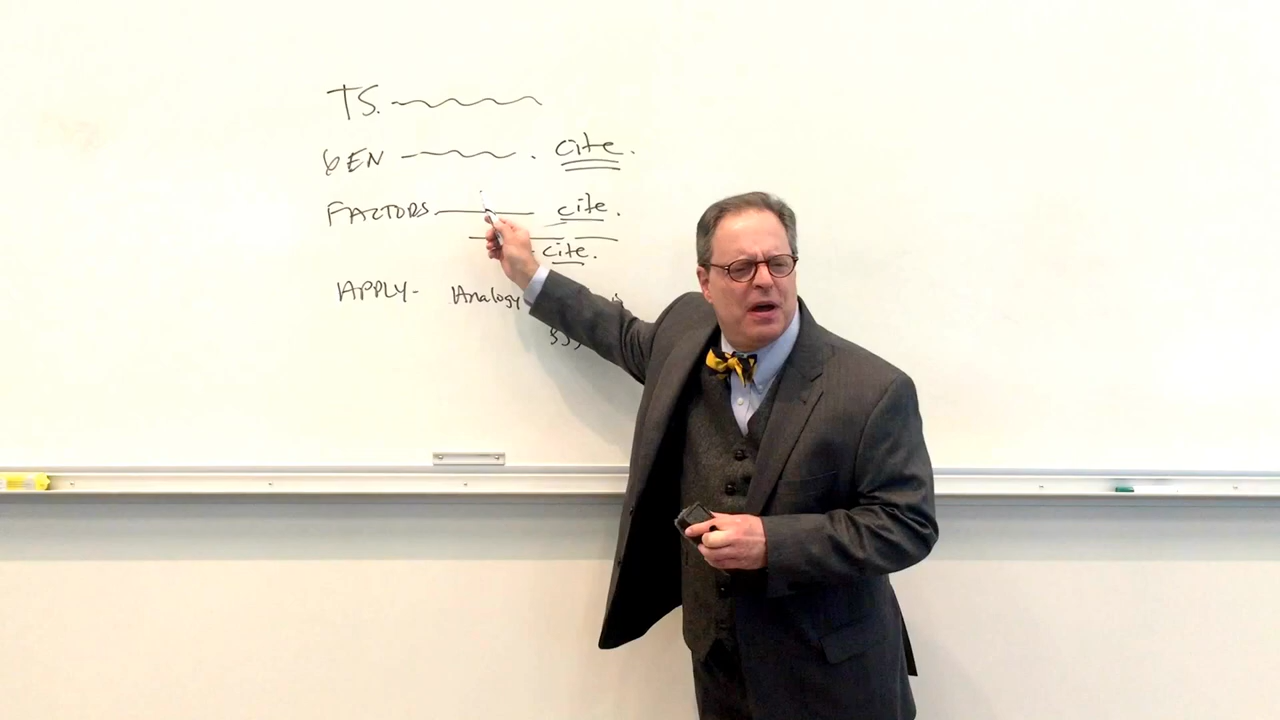 TS.
GEN . cite.
FACTORS cite.
cite.
APPLY- Analogy